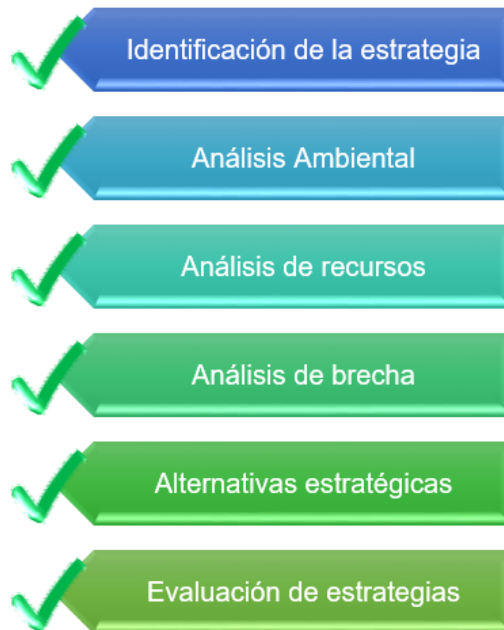 Identificación de la estrategia
Análisis Ambiental
Análisis de recursos
Análisis de brecha
Alternativas estratégicas
Evaluación de estrategias